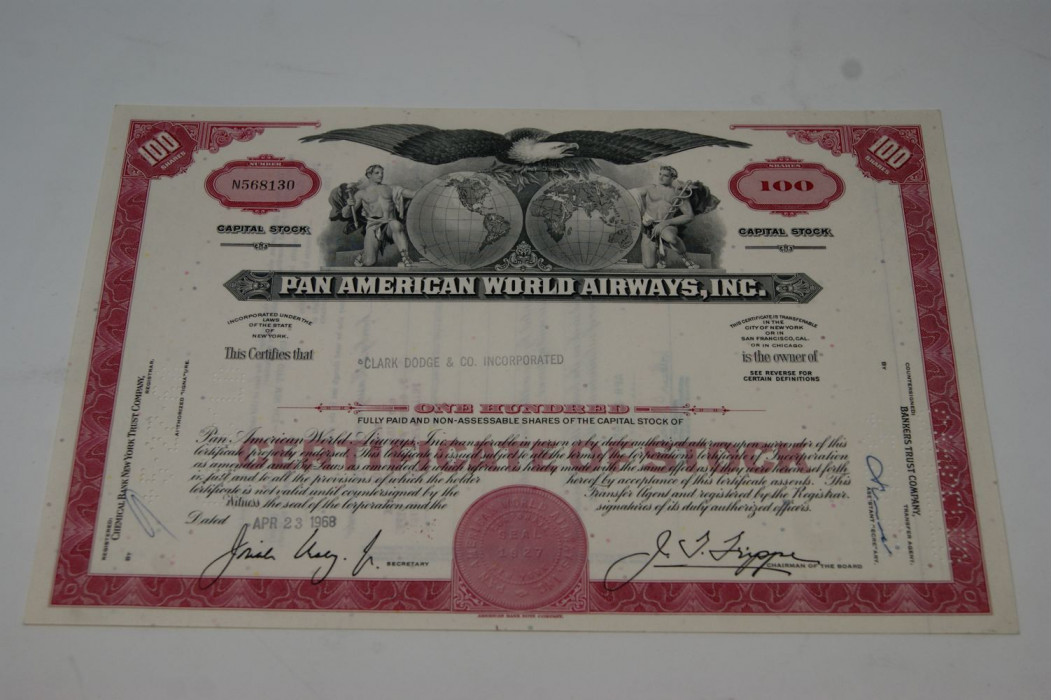 100
SHARES
NUMBER
N568130
CAPITAL STOCK
SHARES
100
CAPITAL STOCK
100
SHARES
PAN AMERICAN WORLD AIRWAYS, INC.
INCORPORATED UNDER THE
LAWS
OF THE STATE
OF
NEW YORK.
THIS CERTIFICATE IS TRANSFERABLE
IN THE
CITY OF NEW YORK
OR IN
SAN FRANCISCO, CAL.
OR IN CHICAGO
This Certifies that
CLARK DODGE & CO. INCORPORATED
is the owner of
SEE REVERSE FOR
CERTAIN DEFINITIONS
ONE HUNDRED
FULLY PAID AND NON-ASSESSABLE SHARES OF THE CAPITAL STOCK OF
Pan American World Airways, Inc. transferable in person or by duly authorized attorney upon surrender of this
certificate properly endorsed. This certificate is issued subject to all the terms of the Corporation's Certificate of Incorporation
as amended and By-Laws as amended, to which reference is hereby made with the same effect as if they were herein set forth
in full and to all the provisions of which the holder hereof by acceptance of this certificate assents. This
certificate is not valid until countersigned by the Transfer Agent and registered by the Registrar.
Witness the seal of the Corporation and the signatures of its duly authorized officers.
Dated APR 23 1968
SECRETARY
J. T. Trippe
CHAIRMAN OF THE BOARD
SEAL
1927
AMERICAN BANK NOTE COMPANY
REGISTERED:
CHEMICAL BANK NEW YORK TRUST COMPANY,
REGISTRAR.
BY
AUTHORIZED SIGNATURE.
COUNTERSIGNED:
BANKERS TRUST COMPANY,
TRANSFER AGENT.
BY
ASSISTANT SECRETARY.